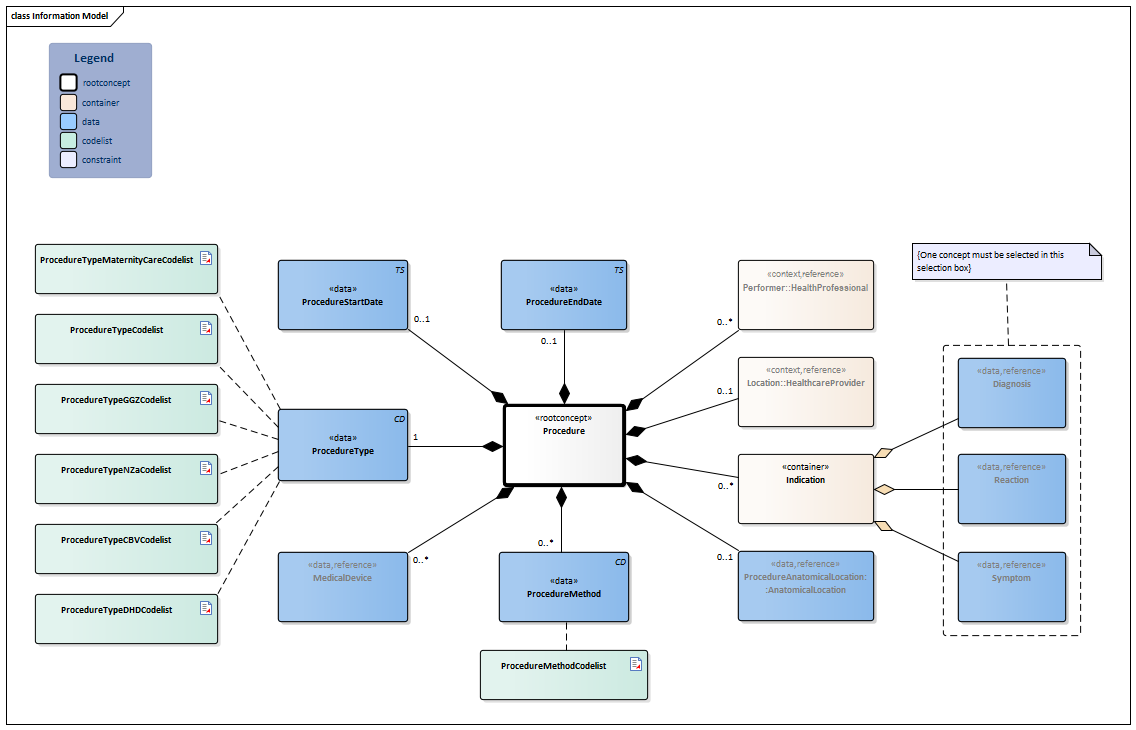 class Information Model
Legend
rootconcept
container
data
codelist
constraint
ProcedureTypeMaternityCareCodelist
ProcedureTypeCodelist
ProcedureTypeGGZCodelist
ProcedureTypeNZaCodelist
ProcedureTypeCBVCodelist
ProcedureTypeDHDCodelist
TS
«data»
ProcedureStartDate
0..1
TS
«data»
ProcedureEndDate
0..1
CD
«data»
ProcedureType
1
«data,reference»
MedicalDevice
0..*
«rootconcept»
Procedure
0..*
CD
«data»
ProcedureMethod
ProcedureMethodCodelist
«context,reference»
Performer::HealthProfessional
0..*
«context,reference»
Location::HealthcareProvider
0..1
«container»
Indication
0..*
«data,reference»
ProcedureAnatomicalLocation:
:AnatomicalLocation
0..1
{One concept must be selected in this
selection box}
«data,reference»
Diagnosis
«data,reference»
Reaction
«data,reference»
Symptom